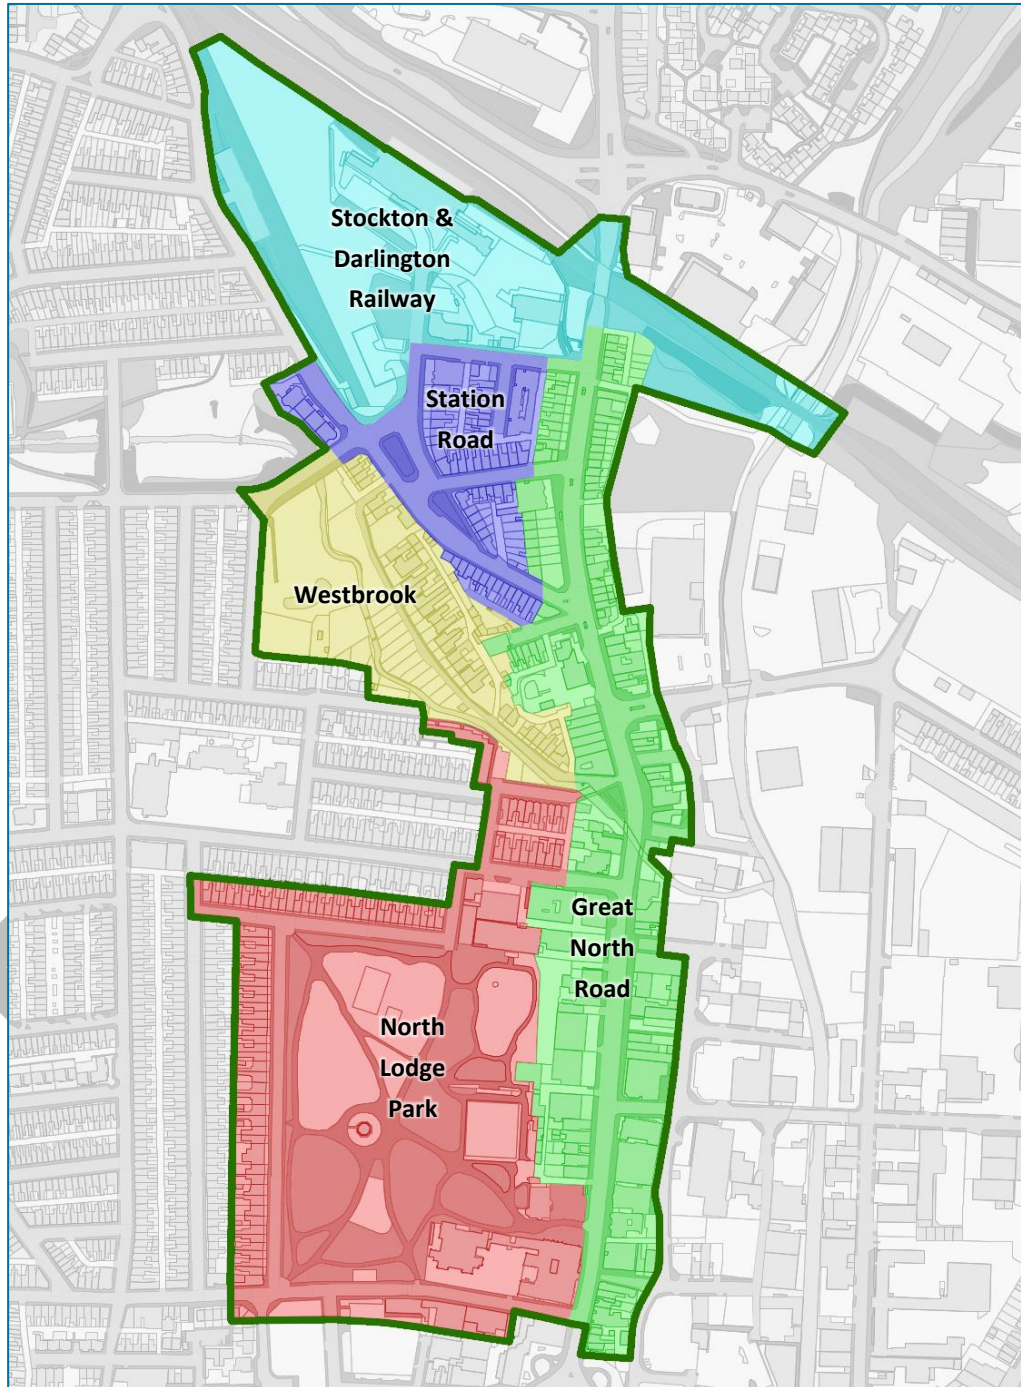 Stockton &
Darlington
Railway
Station
Road
Westbrook
Great
North
Road
North
Lodge
Park